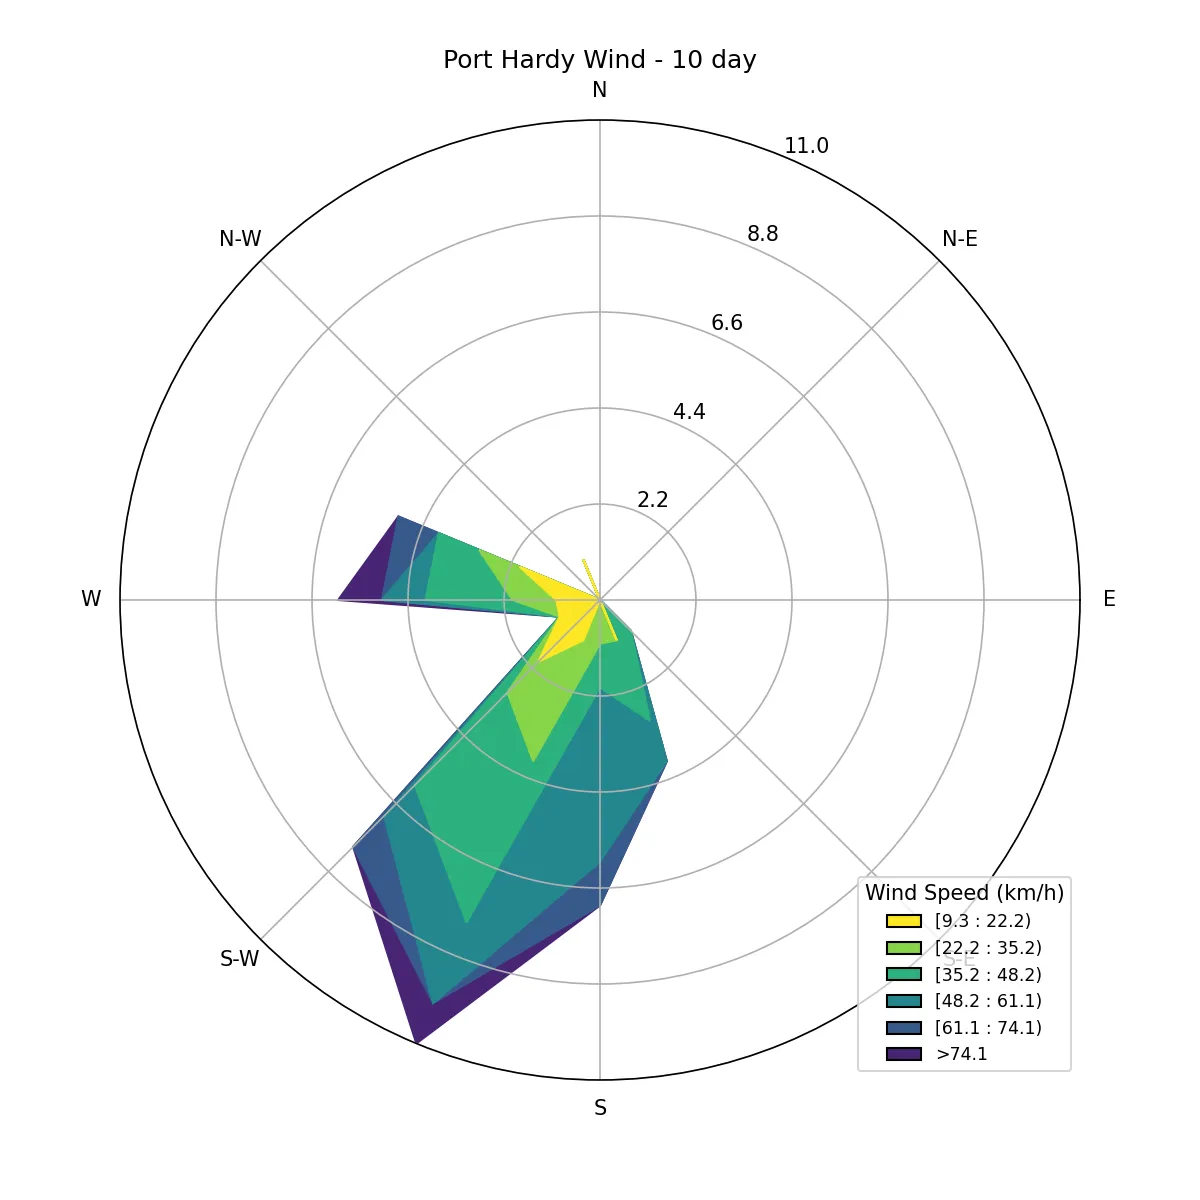 Port Hardy Wind - 10 day
N
11.0
N-W
8.8
N-E
6.6
4.4
2.2
W
E
Wind Speed (km/h)
[9.3 : 22.2)
[22.2 : 35.2)
S-W
S-E
[35.2 : 48.2)
[48.2 : 61.1)
[61.1 : 74.1)
>74.1
S